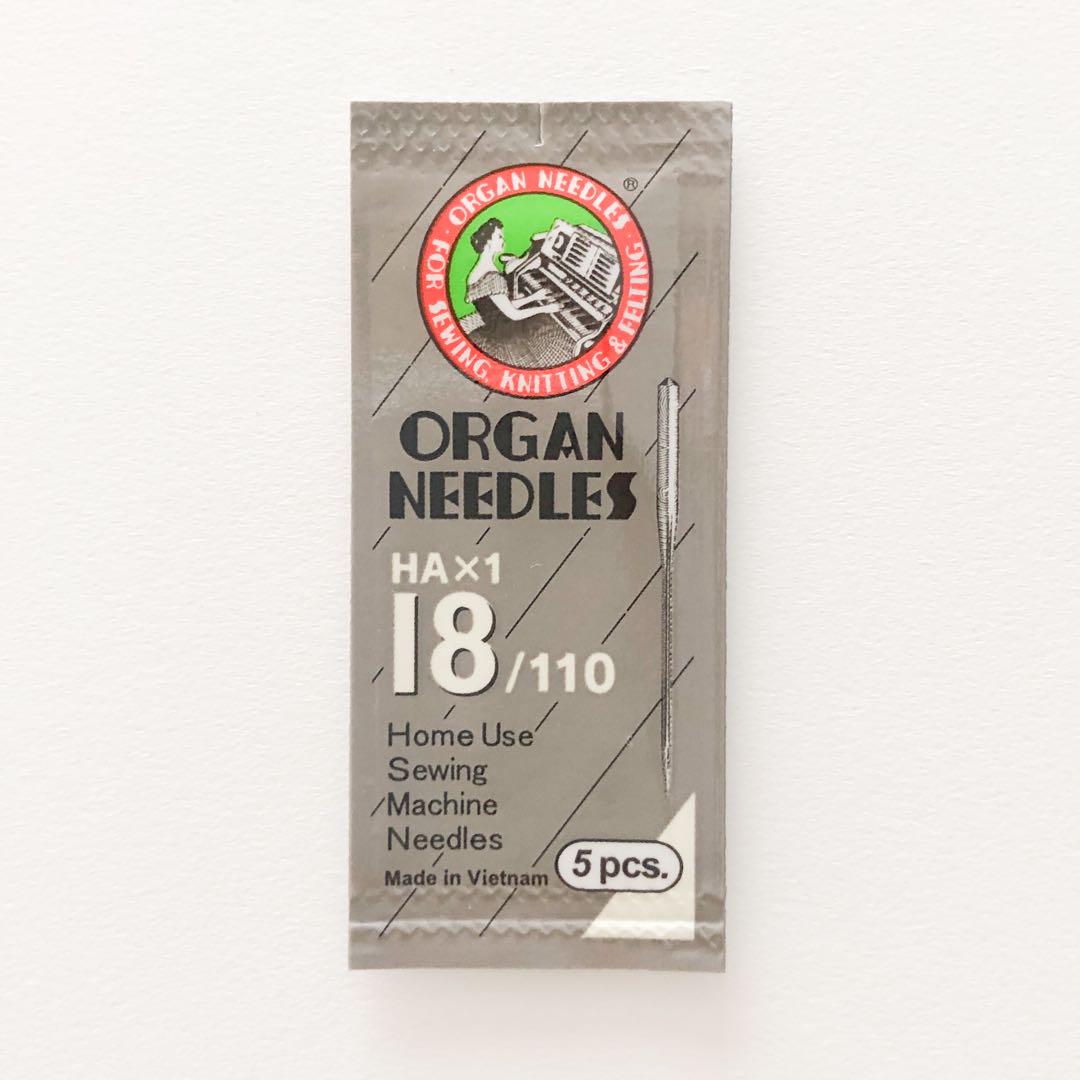 · ORGAN NEEDLES · FOR SEWING, KNITTING & FELTING
®
ORGAN
NEEDLES
HA×1
18/110
Home Use
Sewing
Machine
Needles
Made in Vietnam
5 pcs.